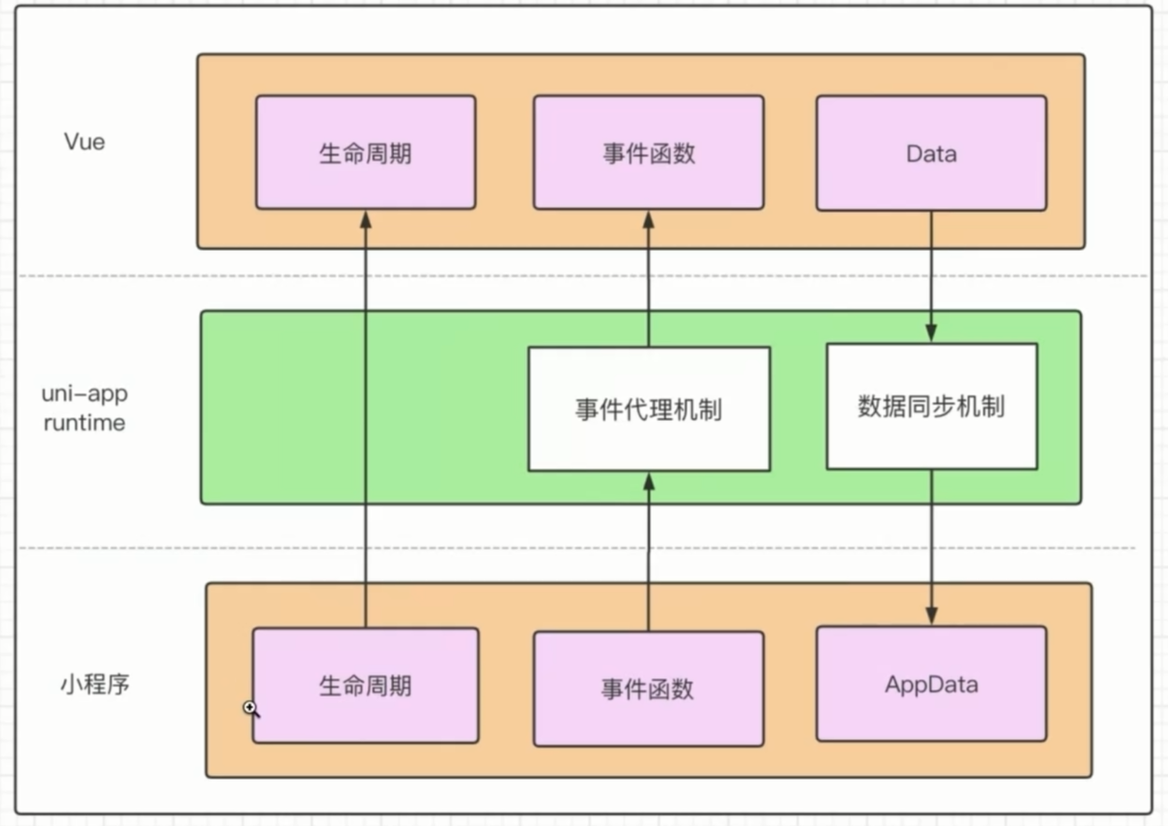 Vue
生命周期
事件函数
Data
uni-app
runtime
事件代理机制
数据同步机制
小程序
生命周期
事件函数
AppData